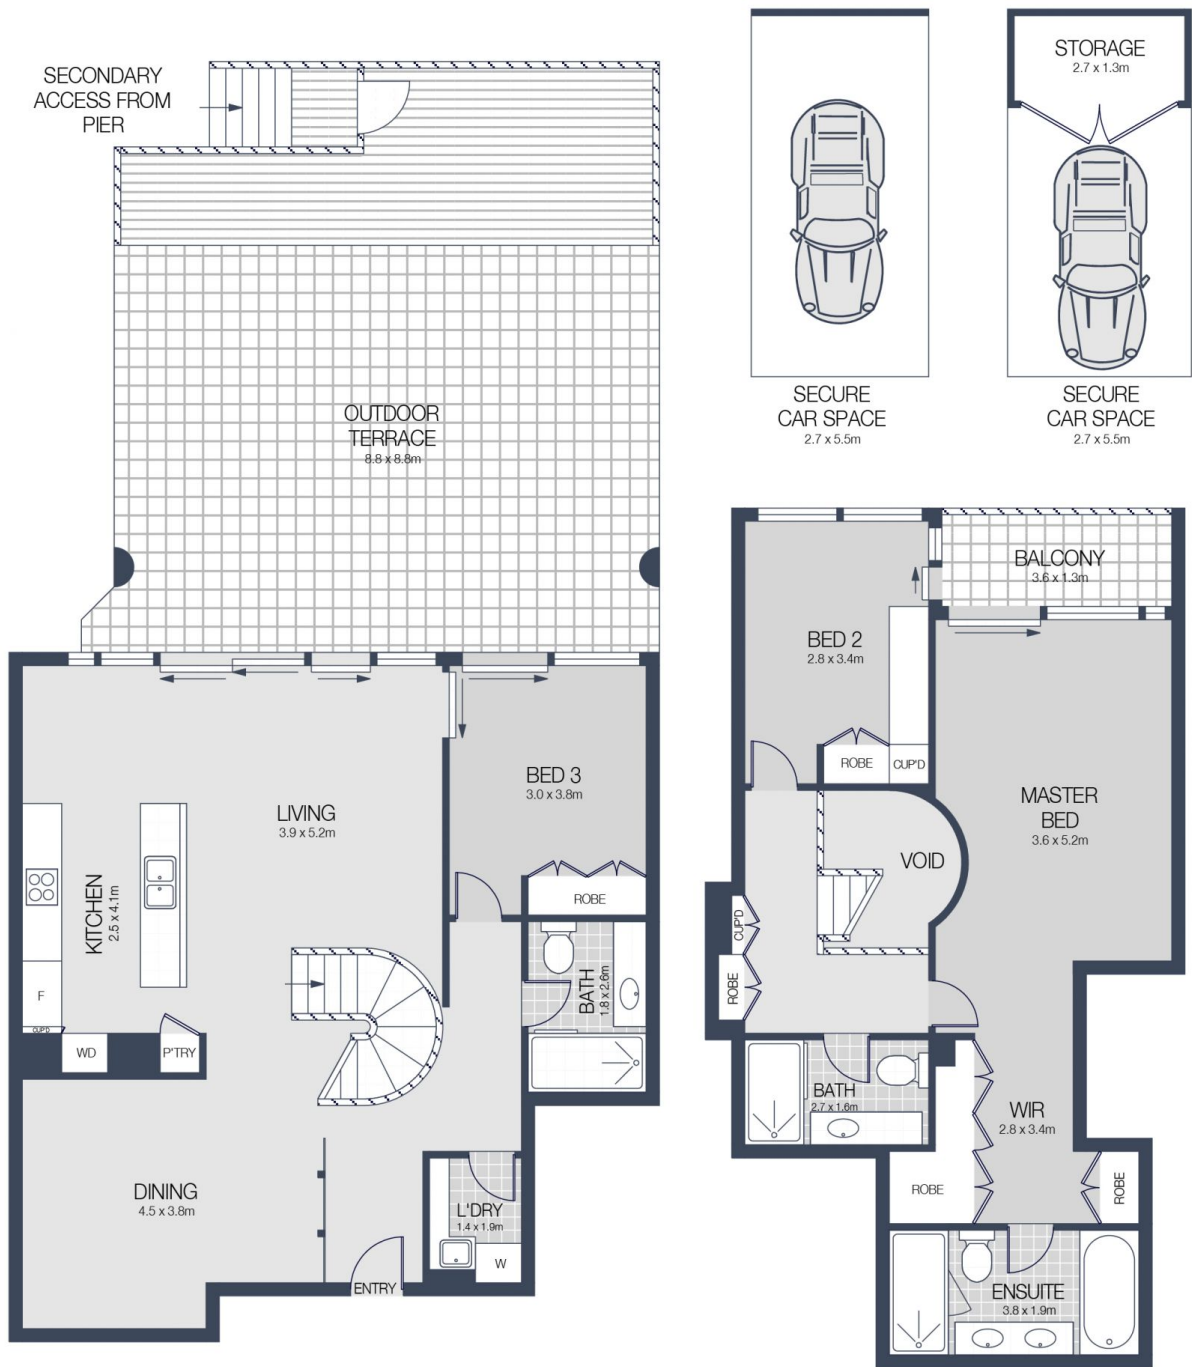 SECONDARY
ACCESS FROM
PIER
OUTDOOR
TERRACE
8.8 x 8.8m
LIVING
3.9 x 5.2m
BED 3
3.0 x 3.8m
ROBE
KITCHEN
2.5 x 4.1m
F
CUP'D
WD
P'TRY
BATH
1.8 x 2.6m
DINING
4.5 x 3.8m
L'DRY
1.4 x 1.9m
W
ENTRY
SECURE
CAR SPACE
2.7 x 5.5m
STORAGE
2.7 x 1.3m
SECURE
CAR SPACE
2.7 x 5.5m
BALCONY
3.6 x 1.3m
BED 2
2.8 x 3.4m
ROBE
CUP'D
MASTER
BED
3.6 x 5.2m
VOID
CUP'D
ROBE
BATH
2.7 x 1.6m
WIR
2.8 x 3.4m
ROBE
ROBE
ENSUITE
3.8 x 1.9m